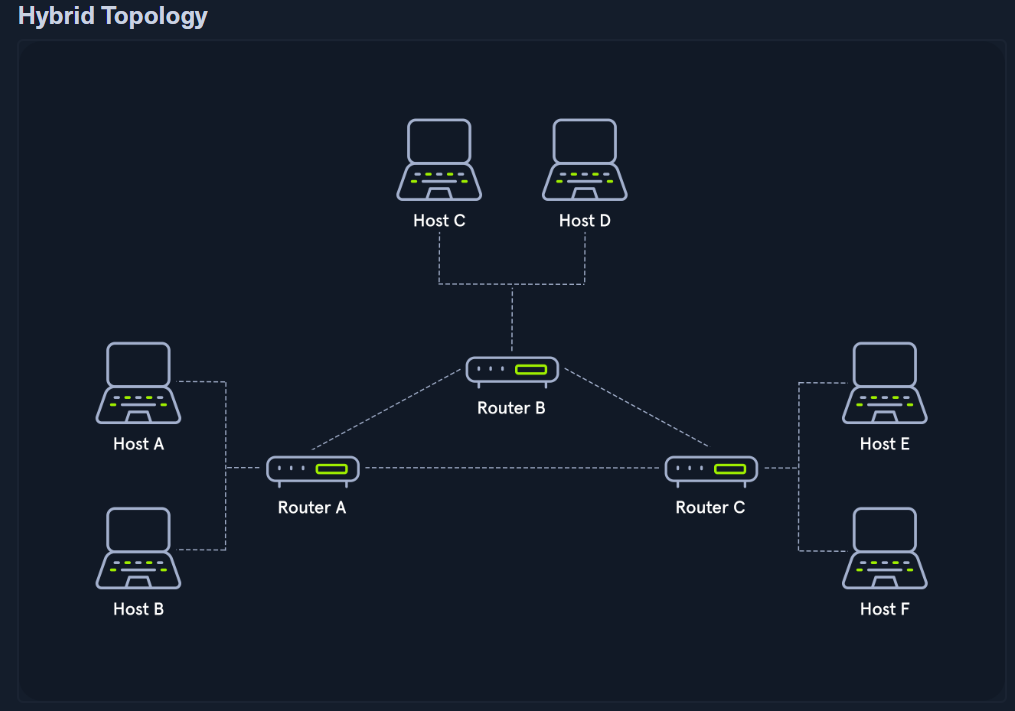 Hybrid Topology
Host C
Host D
Router B
Host A
Host E
Router A
Router C
Host B
Host F